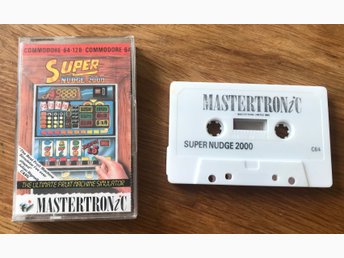 COMMODORE 64·128·COMMODORE 64
SUPER
NUDGE 2000
THE ULTIMATE FRUIT MACHINE SIMULATOR
MASTERTRONiC
MASTERTRONiC
SUPER NUDGE 2000
C64